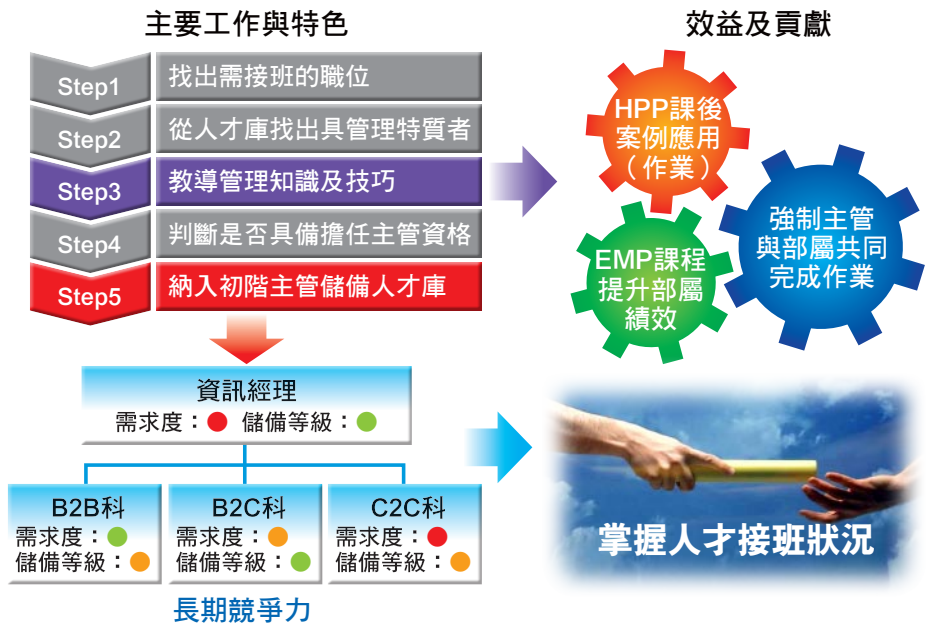 主要工作與特色
效益及貢獻
Step1 找出需接班的職位
Step2 從人才庫找出具管理特質者
Step3 教導管理知識及技巧
Step4 判斷是否具備擔任主管資格
Step5 納入初階主管儲備人才庫
HPP課後
案例應用
（作業）
EMP課程
提升部屬
績效
強制主管
與部屬共同
完成作業
資訊經理
需求度： 儲備等級：
B2B科
需求度：
儲備等級：
B2C科
需求度：
儲備等級：
C2C科
需求度：
儲備等級：
長期競爭力
掌握人才接班狀況